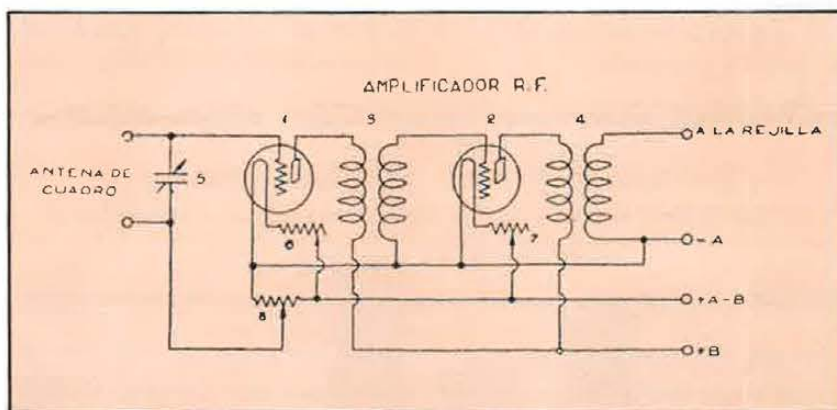 AMPLIFICADOR R.F.
1 3 2 4
A LA REJILLA
ANTENA DE
CUADRO
5
6
7
- A
8
+ A - B
+ B